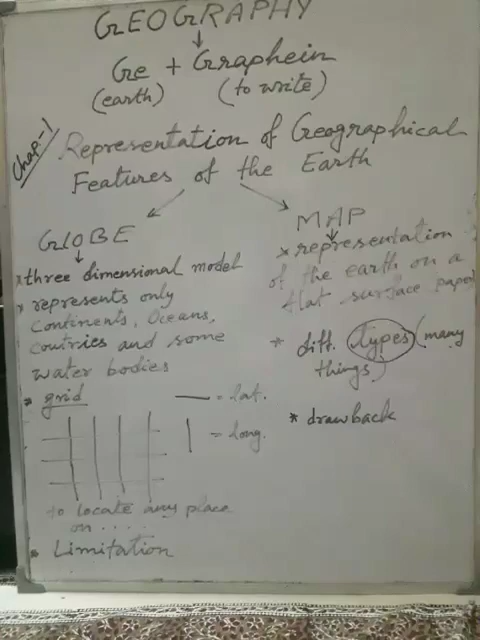 GEOGRAPHY
Ge + Graphein
(earth) (to write)
Chap-1
Representation of Geographical
Features of the Earth
GLOBE
* three dimensional model
* represents only
Continents, Oceans,
Coutries and some
water bodies
* grid
— = lat.
| = long.
to locate any place
on .....
* Limitation
MAP
* representation
of the earth on a
flat surface paper
* diff. types (many
things)
* drawback